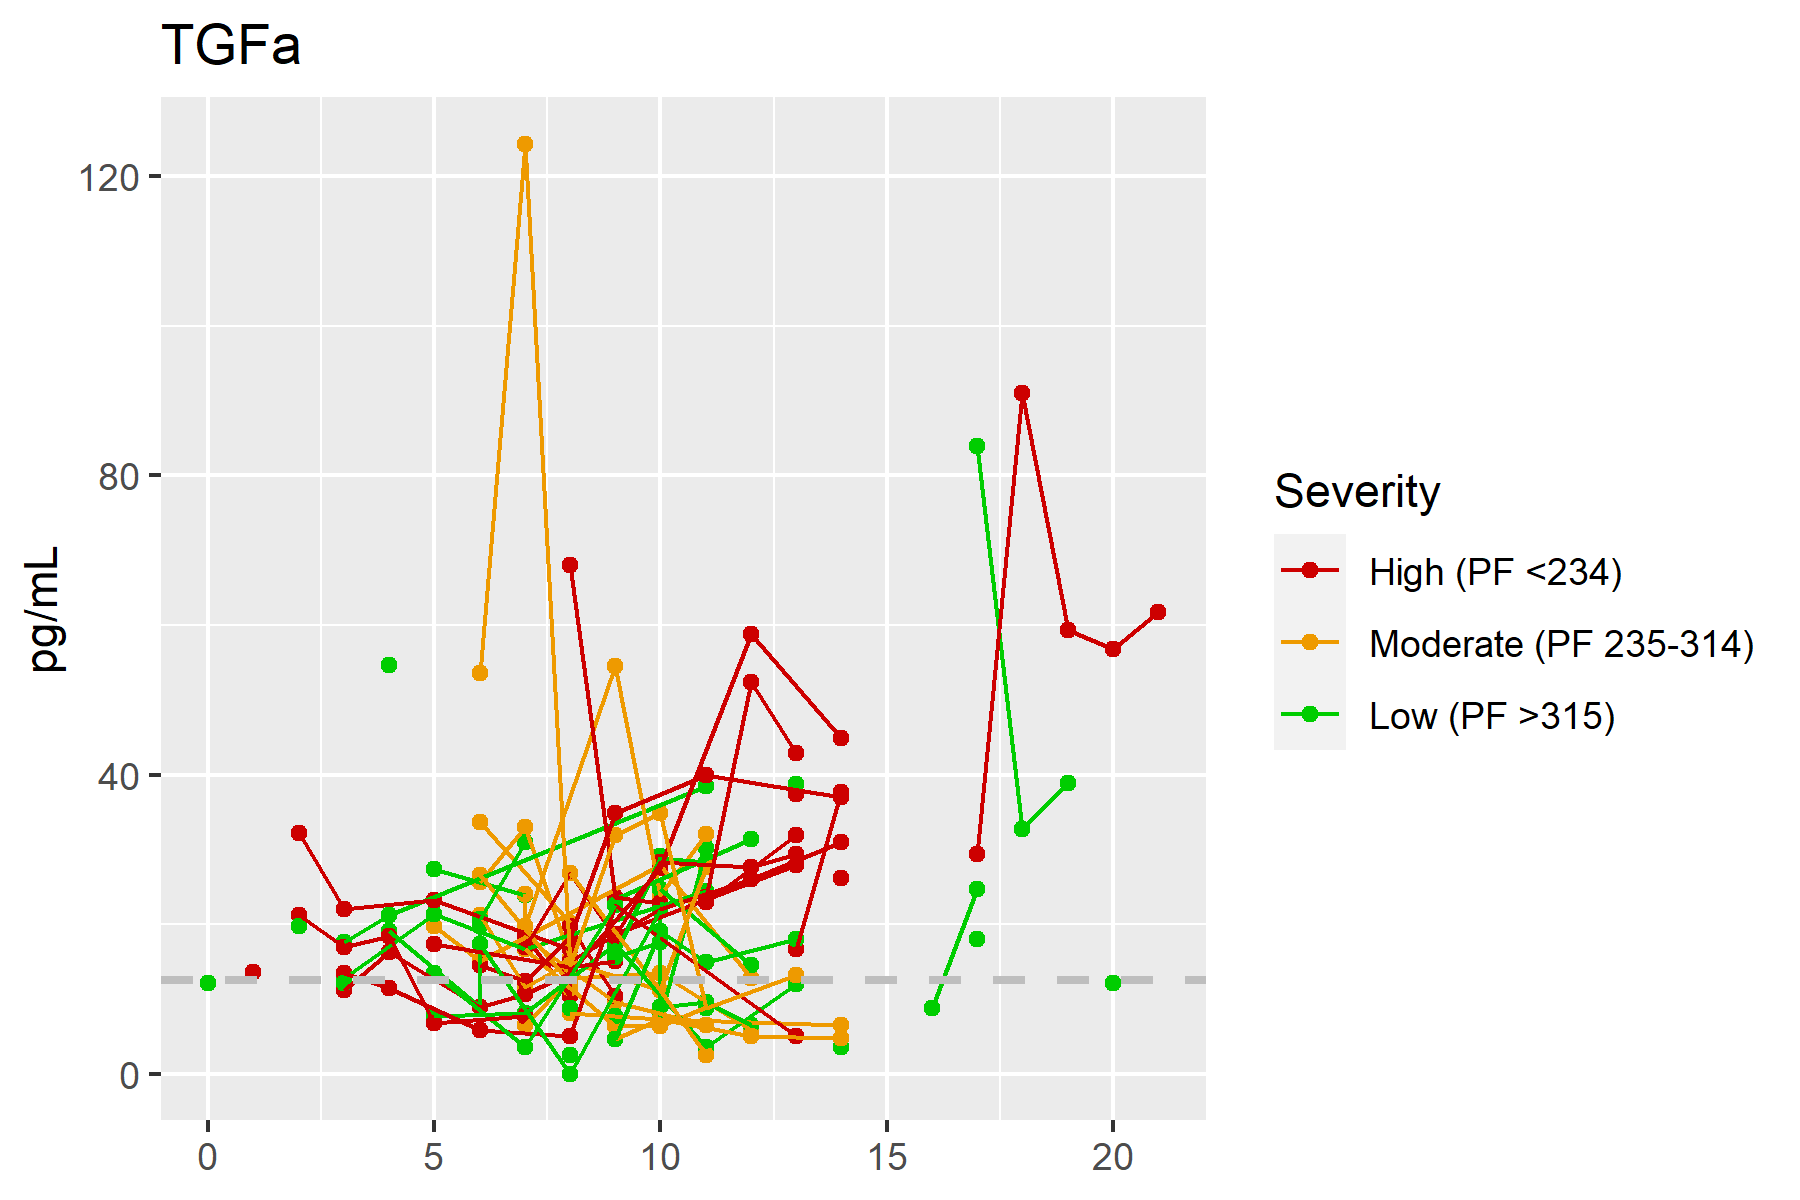 TGFa
120
80
40
0
pg/mL
0 5 10 15 20
Severity
High (PF <234)
Moderate (PF 235-314)
Low (PF >315)